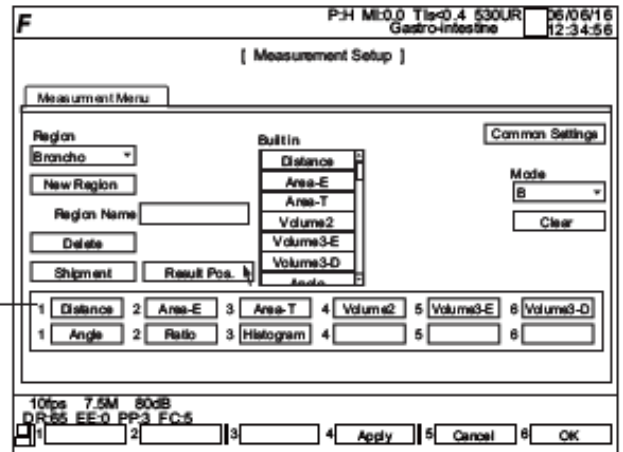 F P:H MI:0.0 TIs<0.4 530UR 06/06/16
Gastro-intestine 12:34:56
[ Measurement Setup ]
Measurment Menu
Region Builtin Common Settings
Broncho Distance Mode
New Region Area-E B
Area-T
Region Name Volume2 Clear
Delete Volume3-E
Shipment Result Pos. Volume3-D
Angle
1 Distance 2 Area-E 3 Area-T 4 Volume2 5 Volume3-E 6 Volume3-D
1 Angle 2 Ratio 3 Histogram 4 5 6
10fps 7.5M 80dB
DR:65 EE:0 PP:3 FC:5
1 2 3 4 Apply 5 Cancel 6 OK